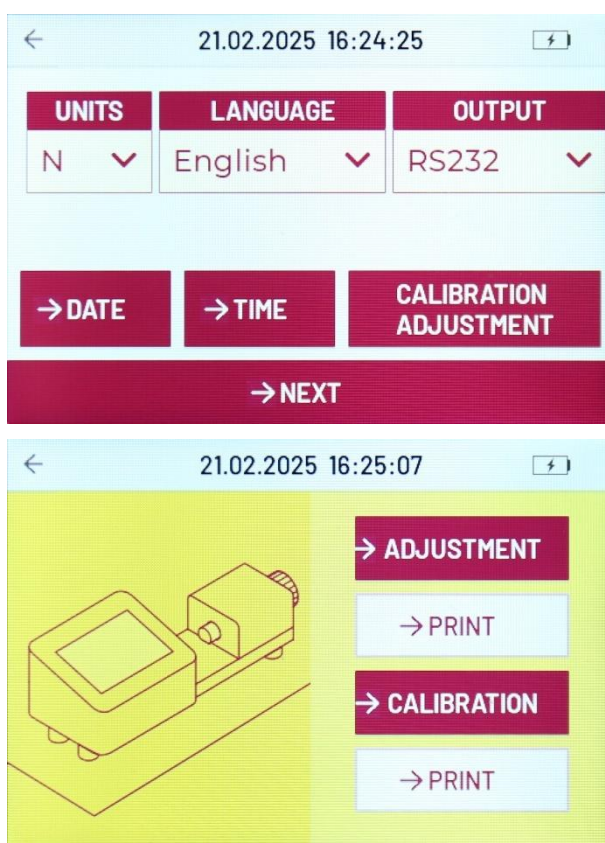 21.02.2025 16:24:25
UNITS LANGUAGE OUTPUT
N English RS232
→DATE →TIME CALIBRATION
ADJUSTMENT
→NEXT
21.02.2025 16:25:07
→ ADJUSTMENT
→PRINT
→ CALIBRATION
→PRINT